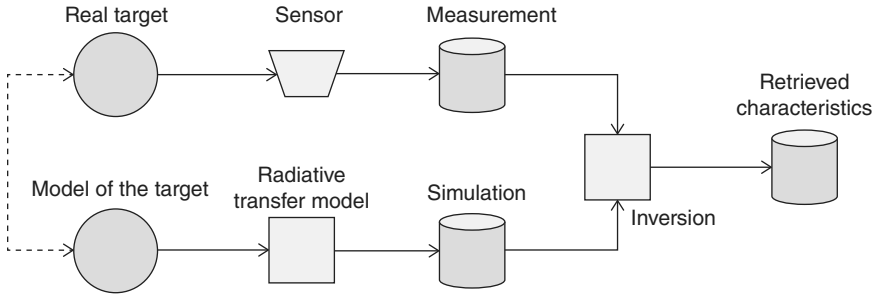 Real target
Sensor
Measurement
Retrieved
characteristics
Model of the target
Radiative
transfer model
Simulation
Inversion